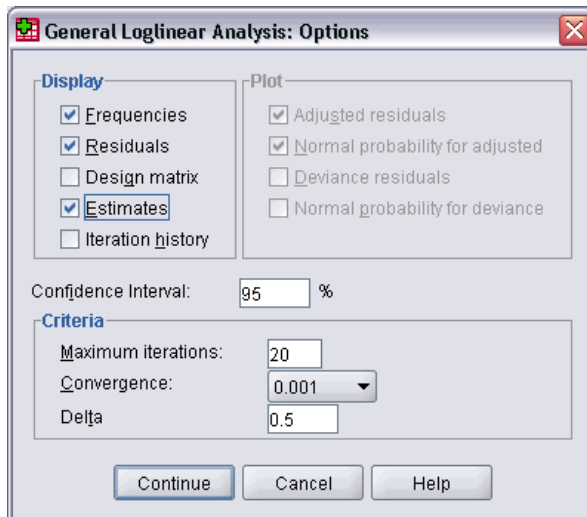 General Loglinear Analysis: Options
Display
Frequencies
Residuals
Design matrix
Estimates
Iteration history
Plot
Adjusted residuals
Normal probability for adjusted
Deviance residuals
Normal probability for deviance
Confidence Interval: 95 %
Criteria
Maximum iterations: 20
Convergence: 0.001
Delta 0.5
Continue Cancel Help